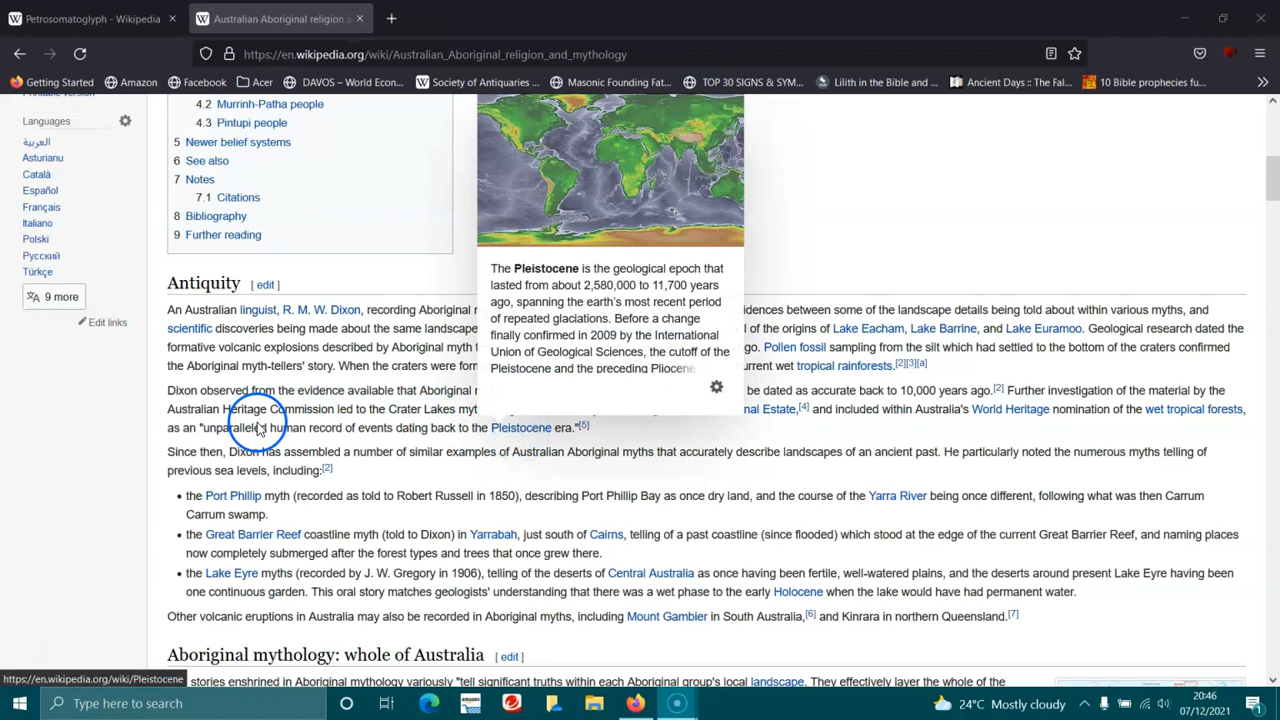 Petrosomatoglyph - Wikipedia
Australian Aboriginal religion
https://en.wikipedia.org/wiki/Australian_Aboriginal_religion_and_mythology
Getting Started Amazon Facebook Acer DAVOS – World Econ... Society of Antiquaries ... Masonic Founding Fat... TOP 30 SIGNS & SYM... Lilith in the Bible and ... Ancient Days :: The Fal... 10 Bible prophecies fu...
Printable version
Languages
العربية
Asturianu
Català
Español
Français
Italiano
Polski
Русский
Türkçe
9 more
Edit links
4.2 Murrinh-Patha people
4.3 Pintupi people
5 Newer belief systems
6 See also
7 Notes
7.1 Citations
8 Bibliography
9 Further reading
The Pleistocene is the geological epoch that
lasted from about 2,580,000 to 11,700 years
ago, spanning the earth's most recent period
of repeated glaciations. Before a change
finally confirmed in 2009 by the International
Union of Geological Sciences, the cutoff of the
Pleistocene and the preceding Pliocene
Antiquity [ edit ]
An Australian linguist, R. M. W. Dixon, recording Aboriginal idences between some of the landscape details being told about within various myths, and
scientific discoveries being made about the same landscape of the origins of Lake Eacham, Lake Barrine, and Lake Euramoo. Geological research dated the
formative volcanic explosions described by Aboriginal myth ago. Pollen fossil sampling from the silt which had settled to the bottom of the craters confirmed
the Aboriginal myth-tellers' story. When the craters were form urrent wet tropical rainforests.[2][3][a]
Dixon observed from the evidence available that Aboriginal be dated as accurate back to 10,000 years ago.[2] Further investigation of the material by the
Australian Heritage Commission led to the Crater Lakes myth nal Estate,[4] and included within Australia's World Heritage nomination of the wet tropical forests,
as an "unparalleled human record of events dating back to the Pleistocene era."[5]
Since then, Dixon has assembled a number of similar examples of Australian Aboriginal myths that accurately describe landscapes of an ancient past. He particularly noted the numerous myths telling of
previous sea levels, including:[2]
• the Port Phillip myth (recorded as told to Robert Russell in 1850), describing Port Phillip Bay as once dry land, and the course of the Yarra River being once different, following what was then Carrum
Carrum swamp.
• the Great Barrier Reef coastline myth (told to Dixon) in Yarrabah, just south of Cairns, telling of a past coastline (since flooded) which stood at the edge of the current Great Barrier Reef, and naming places
now completely submerged after the forest types and trees that once grew there.
• the Lake Eyre myths (recorded by J. W. Gregory in 1906), telling of the deserts of Central Australia as once having been fertile, well-watered plains, and the deserts around present Lake Eyre having been
one continuous garden. This oral story matches geologists' understanding that there was a wet phase to the early Holocene when the lake would have had permanent water.
Other volcanic eruptions in Australia may also be recorded in Aboriginal myths, including Mount Gambier in South Australia,[6] and Kinrara in northern Queensland.[7]
Aboriginal mythology: whole of Australia [ edit ]
stories enshrined in Aboriginal mythology variously "tell significant truths within each Aboriginal group's local landscape. They effectively layer the whole of the
https://en.wikipedia.org/wiki/Pleistocene
Type here to search
24°C Mostly cloudy
20:46
07/12/2021